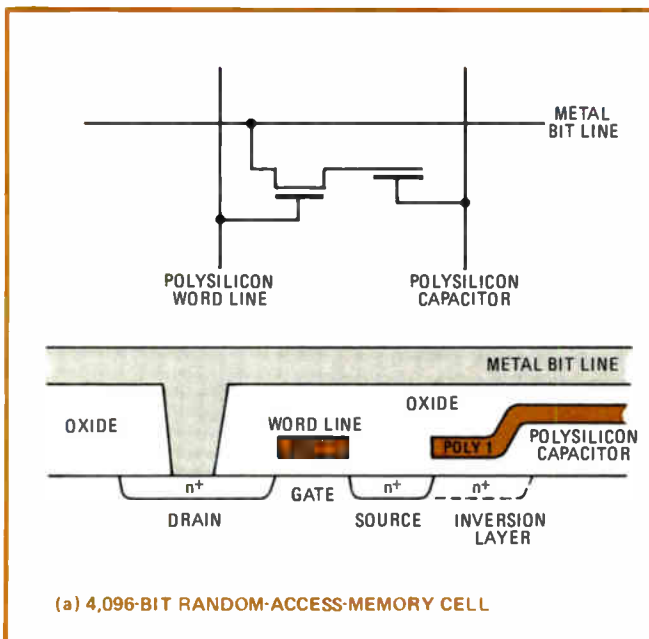 METAL
BIT LINE
POLYSILICON
WORD LINE
POLYSILICON
CAPACITOR
METAL BIT LINE
OXIDE
WORD LINE
OXIDE
POLY 1
POLYSILICON
CAPACITOR
n+
n+
n+
DRAIN
GATE
SOURCE
INVERSION
LAYER
(a) 4,096-BIT RANDOM-ACCESS-MEMORY CELL